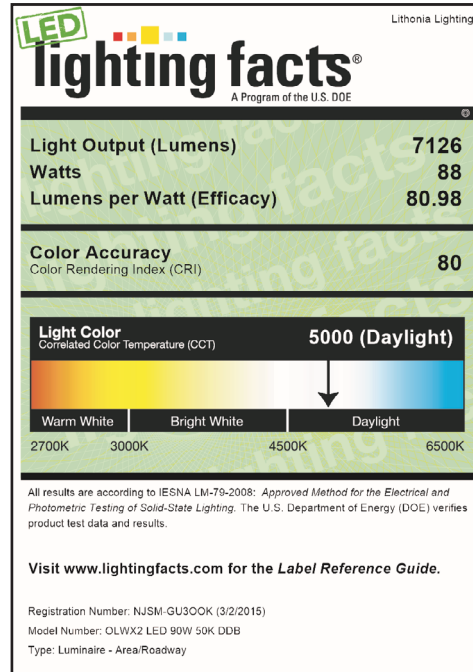 Lithonia Lighting
LED
lighting facts®
A Program of the U.S. DOE
Light Output (Lumens) 7126
Watts 88
Lumens per Watt (Efficacy) 80.98
Color Accuracy
Color Rendering Index (CRI) 80
Light Color
Correlated Color Temperature (CCT) 5000 (Daylight)
Warm White Bright White Daylight
2700K 3000K 4500K 6500K
All results are according to IESNA LM-79-2008: Approved Method for the Electrical and
Photometric Testing of Solid-State Lighting. The U.S. Department of Energy (DOE) verifies
product test data and results.
Visit www.lightingfacts.com for the Label Reference Guide.
Registration Number: NJSM-GU3OOK (3/2/2015)
Model Number: OLWX2 LED 90W 50K DDB
Type: Luminaire - Area/Roadway